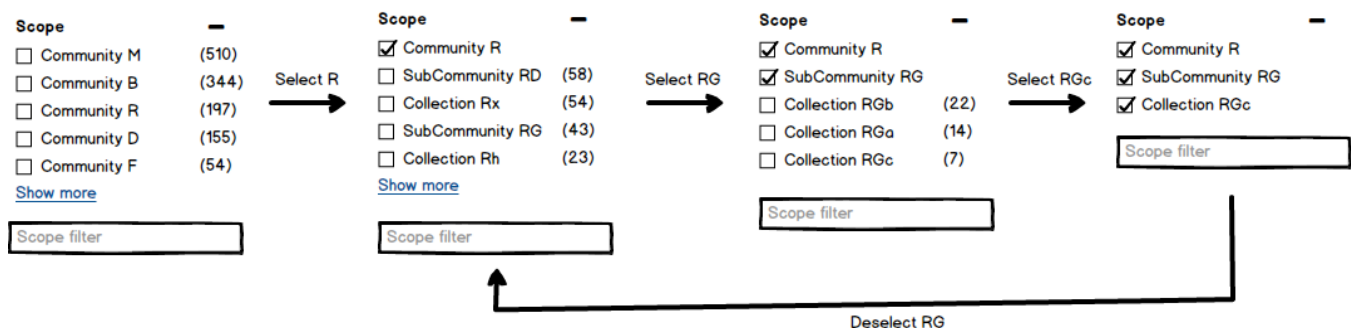 Scope
Community M (510)
Community B (344)
Community R (197)
Community D (155)
Community F (54)
Show more
Scope filter
Select R
Scope
Community R
SubCommunity RD (58)
Collection Rx (54)
SubCommunity RG (43)
Collection Rh (23)
Show more
Scope filter
Select RG
Scope
Community R
SubCommunity RG
Collection RGb (22)
Collection RGa (14)
Collection RGc (7)
Scope filter
Select RGc
Scope
Community R
SubCommunity RG
Collection RGc
Scope filter
Deselect RG